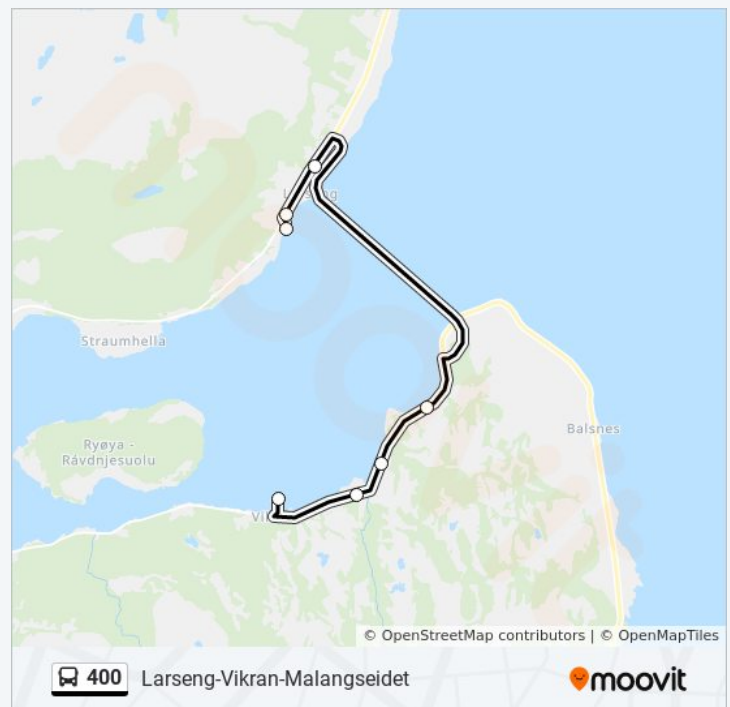 Straumhella
Ryøya -
Rávdnjesuolu
Balsnes
© OpenStreetMap contributors | © OpenMapTiles
400 Larseng-Vikran-Malangseidet
moovit